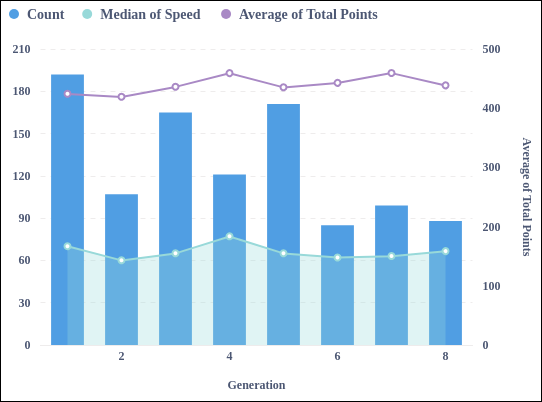 Count Median of Speed Average of Total Points
210 500
180 400
150
120 300
90 200
60
30 100
0 0
2 4 6 8
Generation
Average of Total Points